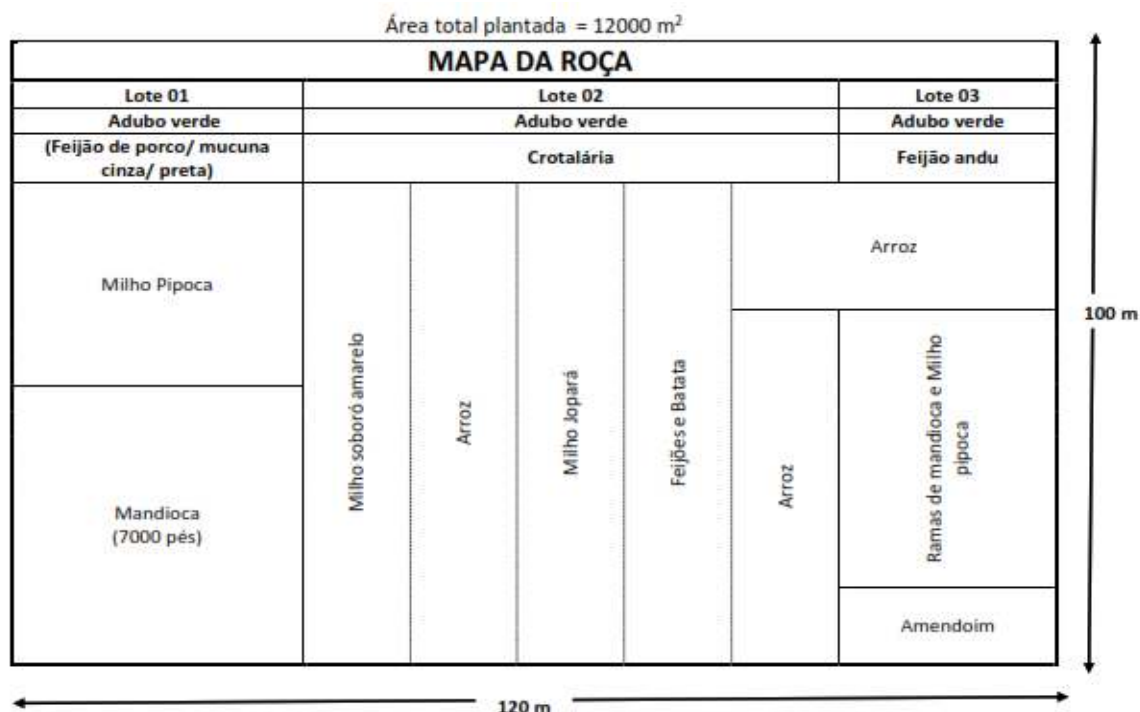 Área total plantada = 12000 m²
MAPA DA ROÇA
Lote 01
Lote 02
Lote 03
Adubo verde
Adubo verde
Adubo verde
(Feijão de porco/ mucuna
cinza/ preta)
Crotalária
Feijão andu
Milho Pipoca
Mandioca
(7000 pés)
Milho soboró amarelo
Arroz
Milho Jopará
Feijões e Batata
Arroz
Arroz
Ramas de mandioca e Milho
pipoca
Amendoim
100 m
120 m